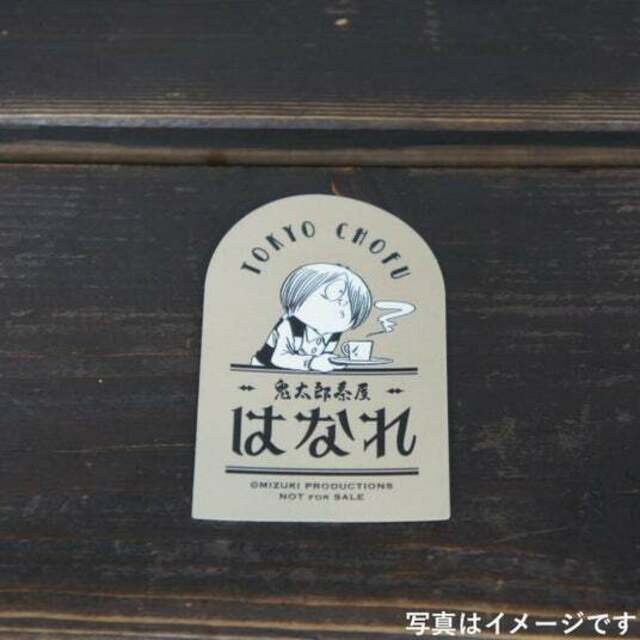 TOKYO CHOFU
鬼太郎茶屋
はなれ
©MIZUKI PRODUCTIONS
NOT FOR SALE
写真はイメージです